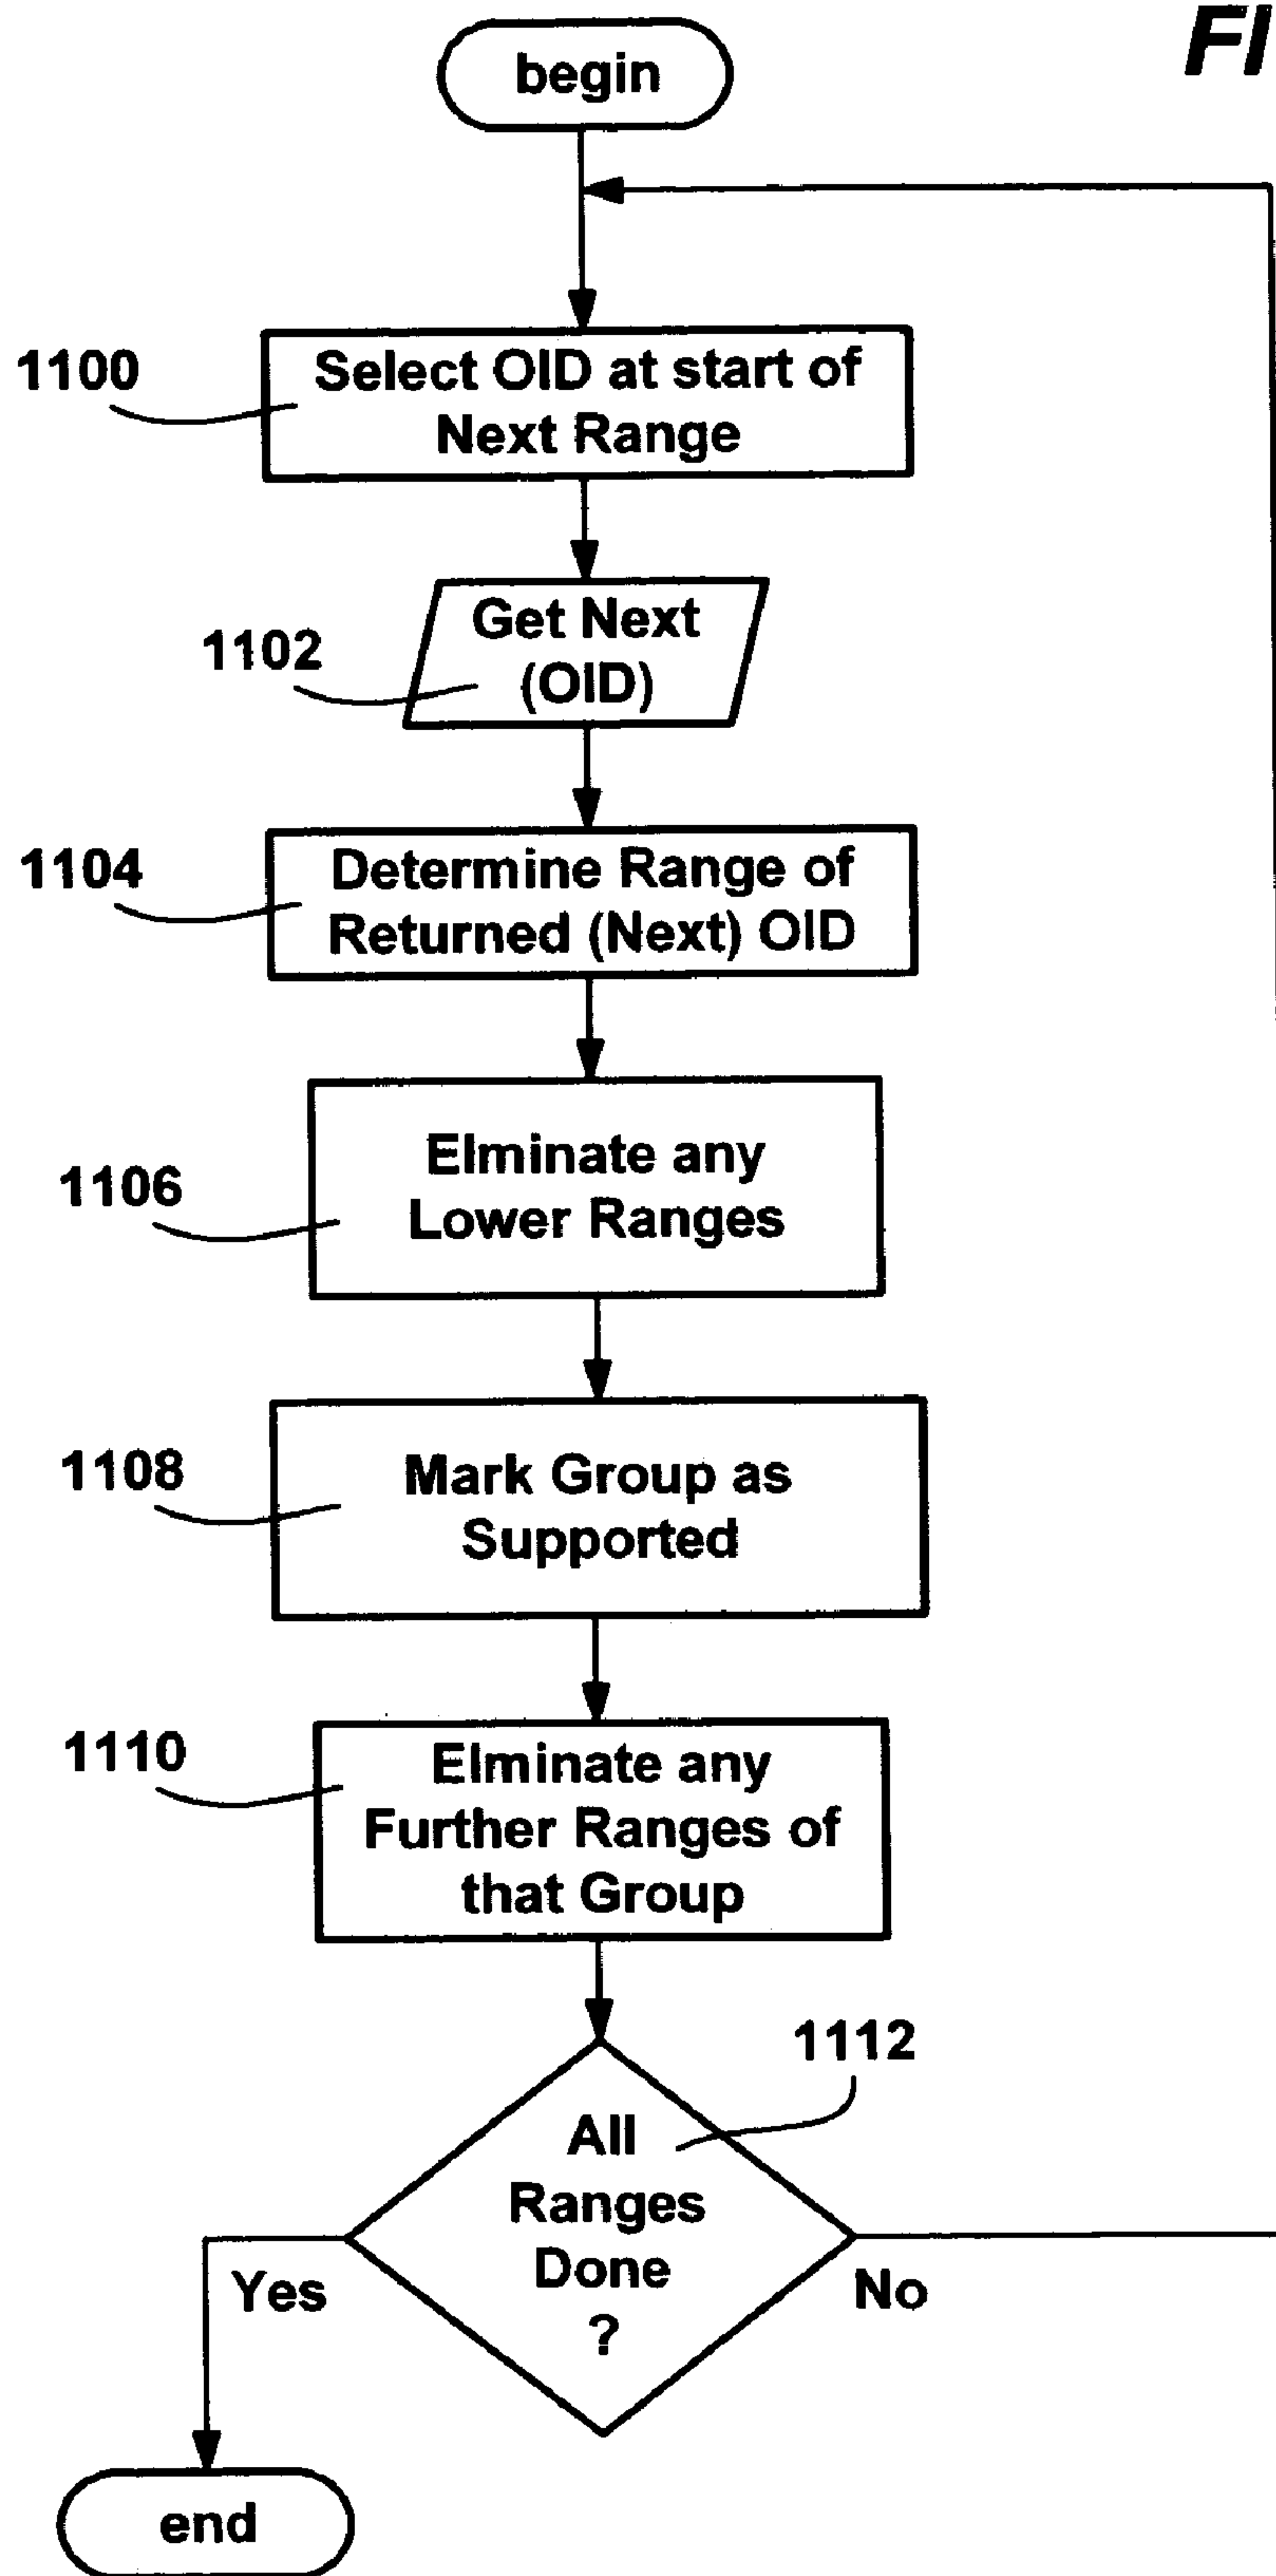 FI
begin
1100
Select OID at start of
Next Range
1102
Get Next
(OID)
1104
Determine Range of
Returned (Next) OID
1106
Elminate any
Lower Ranges
1108
Mark Group as
Supported
1110
Elminate any
Further Ranges of
that Group
1112
All
Ranges
Done
?
Yes
No
end